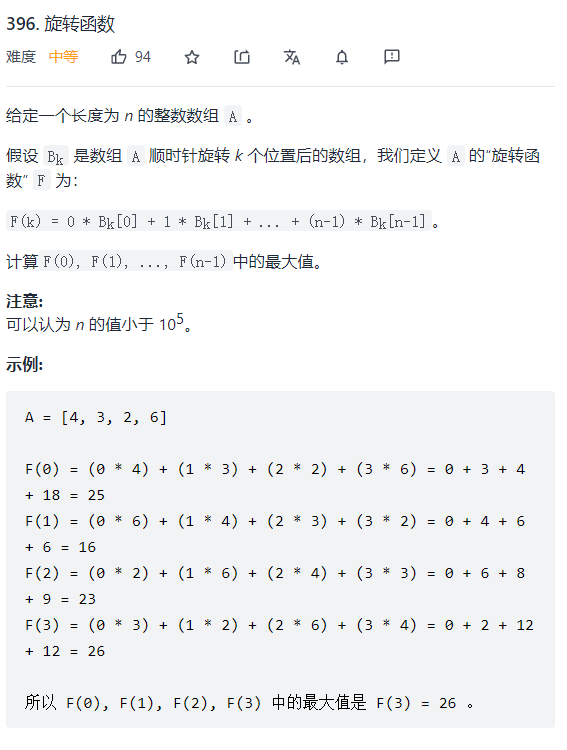 396. 旋转函数
难度 中等 94
给定一个长度为 n 的整数数组 A 。
假设 Bk 是数组 A 顺时针旋转 k 个位置后的数组，我们定义 A 的“旋转函
数” F 为：
F(k) = 0 * Bk[0] + 1 * Bk[1] + ... + (n-1) * Bk[n-1]。
计算F(0), F(1), ..., F(n-1)中的最大值。
注意:
可以认为 n 的值小于 10⁵。
示例:
A = [4, 3, 2, 6]
F(0) = (0 * 4) + (1 * 3) + (2 * 2) + (3 * 6) = 0 + 3 + 4
+ 18 = 25
F(1) = (0 * 6) + (1 * 4) + (2 * 3) + (3 * 2) = 0 + 4 + 6
+ 6 = 16
F(2) = (0 * 2) + (1 * 6) + (2 * 4) + (3 * 3) = 0 + 6 + 8
+ 9 = 23
F(3) = (0 * 3) + (1 * 2) + (2 * 6) + (3 * 4) = 0 + 2 + 12
+ 12 = 26
所以 F(0), F(1), F(2), F(3) 中的最大值是 F(3) = 26 。